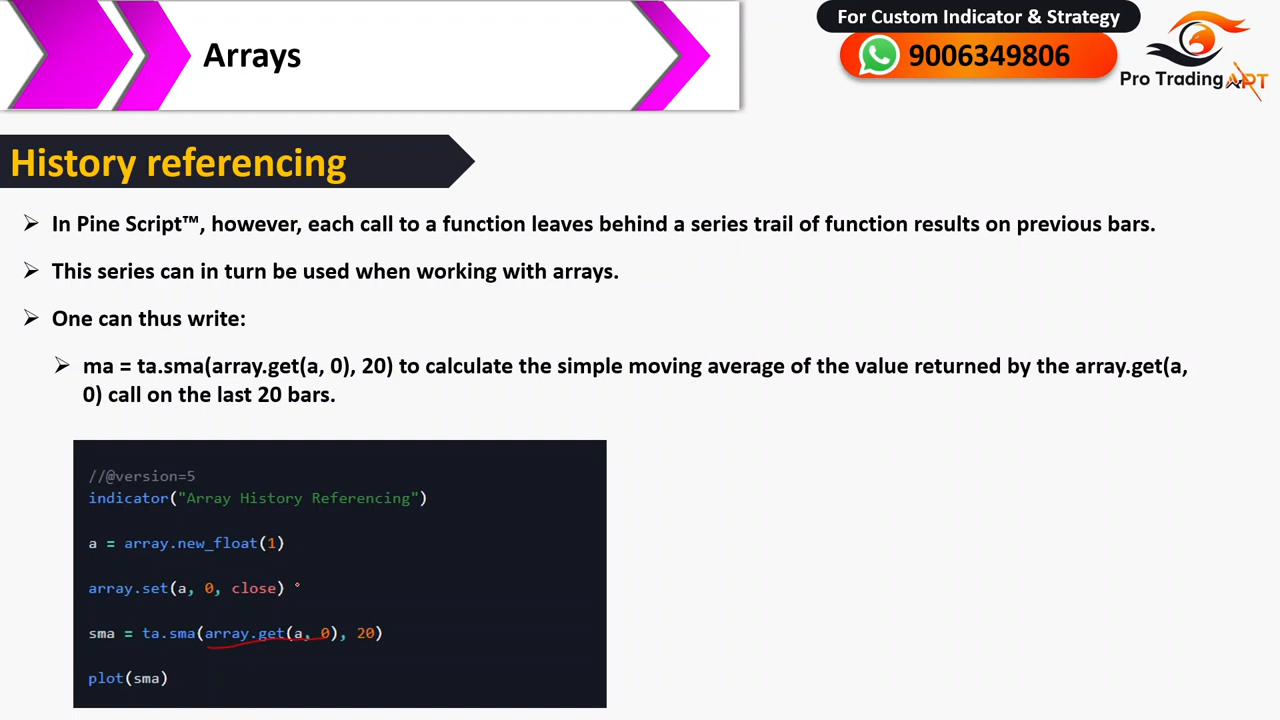 Arrays
For Custom Indicator & Strategy
9006349806
Pro Trading ART
History referencing
In Pine Script™, however, each call to a function leaves behind a series trail of function results on previous bars.
This series can in turn be used when working with arrays.
One can thus write:
ma = ta.sma(array.get(a, 0), 20) to calculate the simple moving average of the value returned by the array.get(a,
0) call on the last 20 bars.
//@version=5
indicator("Array History Referencing")
a = array.new_float(1)
array.set(a, 0, close)
sma = ta.sma(array.get(a, 0), 20)
plot(sma)